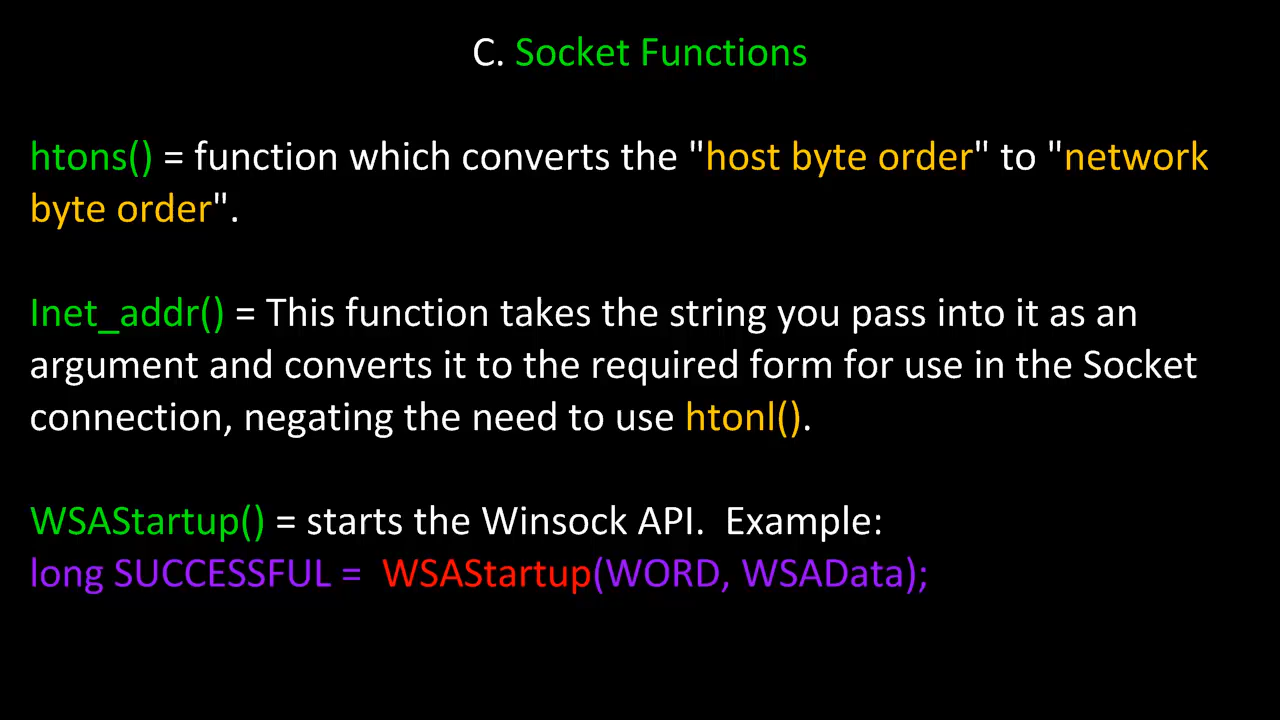 C. Socket Functions
htons() = function which converts the "host byte order" to "network
byte order".
Inet_addr() = This function takes the string you pass into it as an
argument and converts it to the required form for use in the Socket
connection, negating the need to use htonl().
WSAStartup() = starts the Winsock API.  Example:
long SUCCESSFUL =  WSAStartup(WORD, WSAData);